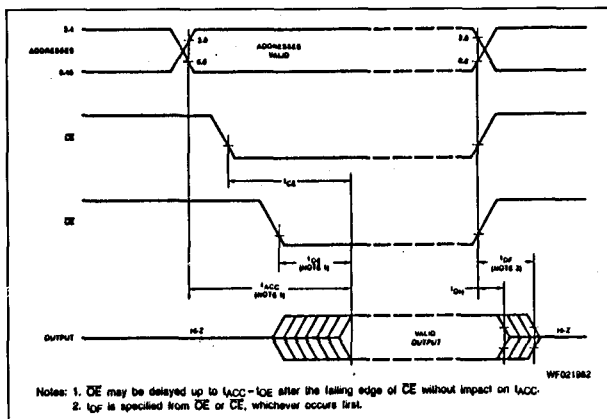 2.4
ADDRESSES
0.45
2.0
0.8
ADDRESSES
VALID
2.0
0.8
CE
tCE
OE
tOE
(NOTE 1)
tACC
(NOTE 1)
tDF
(NOTE 2)
tOH
OUTPUT
HI-Z
VALID
OUTPUT
HI-Z
WF021982
Notes: 1. OE may be delayed up to tACC-tOE after the falling edge of CE without impact on tACC.
2. tDF is specified from OE or CE, whichever occurs first.